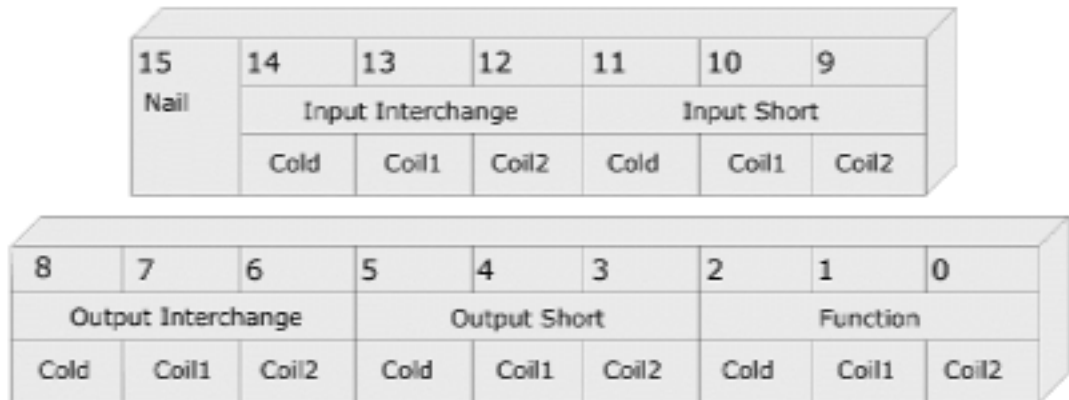 15 14 13 12 11 10 9
Nail Input Interchange Input Short
Cold Coil1 Coil2 Cold Coil1 Coil2
8 7 6 5 4 3 2 1 0
Output Interchange Output Short Function
Cold Coil1 Coil2 Cold Coil1 Coil2 Cold Coil1 Coil2